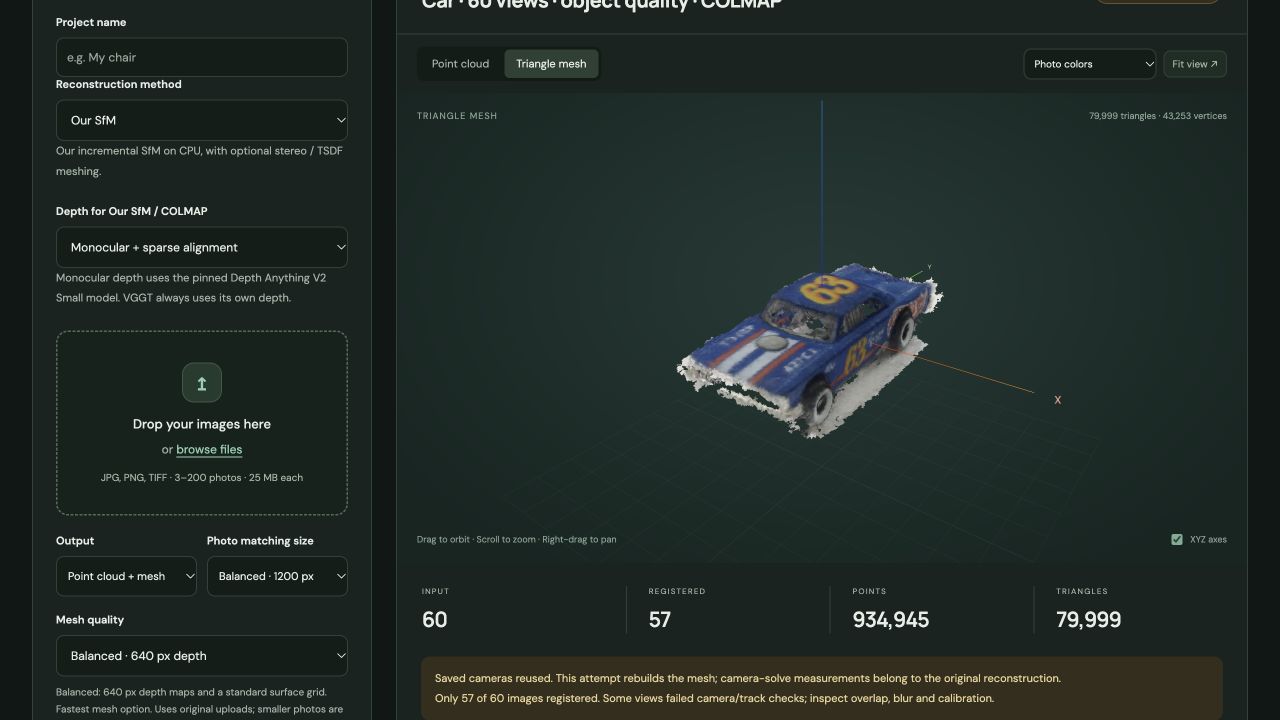 Project name
e.g. My chair
Reconstruction method
Our SfM
Our incremental SfM on CPU, with optional stereo / TSDF
meshing.
Depth for Our SfM / COLMAP
Monocular + sparse alignment
Monocular depth uses the pinned Depth Anything V2
Small model. VGGT always uses its own depth.
↥
Drop your images here
or browse files
JPG, PNG, TIFF · 3–200 photos · 25 MB each
Output
Photo matching size
Point cloud + mesh
Balanced · 1200 px
Mesh quality
Balanced · 640 px depth
Balanced: 640 px depth maps and a standard surface grid.
Fastest mesh option. Uses original uploads; smaller photos are
Car · 60 views · object quality · COLMAP
Point cloud
Triangle mesh
Photo colors
Fit view ↗
TRIANGLE MESH
79,999 triangles · 43,253 vertices
63
63
Y
X
Drag to orbit · Scroll to zoom · Right-drag to pan
XYZ axes
INPUT
REGISTERED
POINTS
TRIANGLES
60
57
934,945
79,999
Saved cameras reused. This attempt rebuilds the mesh; camera-solve measurements belong to the original reconstruction.
Only 57 of 60 images registered. Some views failed camera/track checks; inspect overlap, blur and calibration.